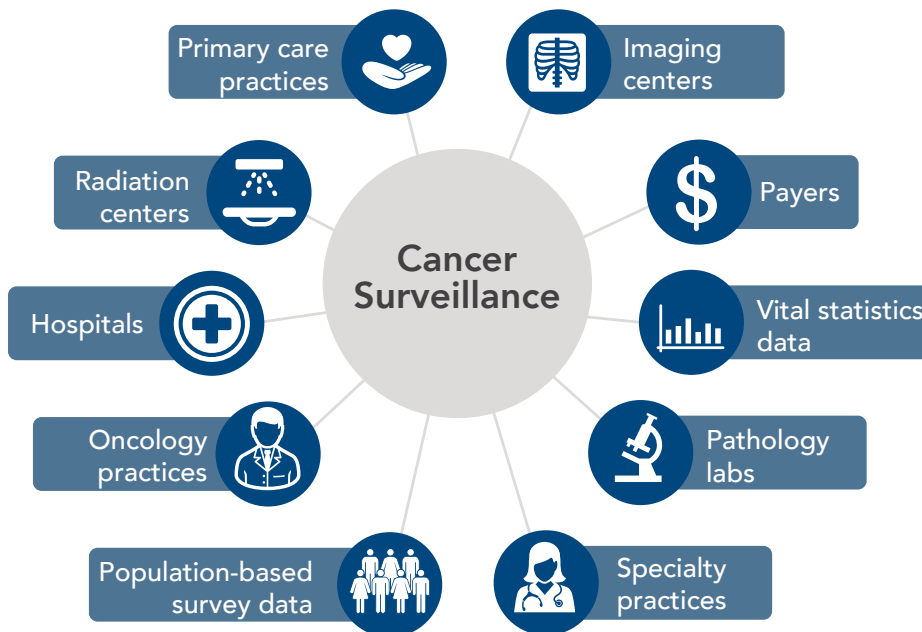 Primary care
practices
Imaging
centers
Radiation
centers
$
Payers
Cancer
Surveillance
Hospitals
Vital statistics
data
Oncology
practices
Pathology
labs
Population-based
survey data
Specialty
practices